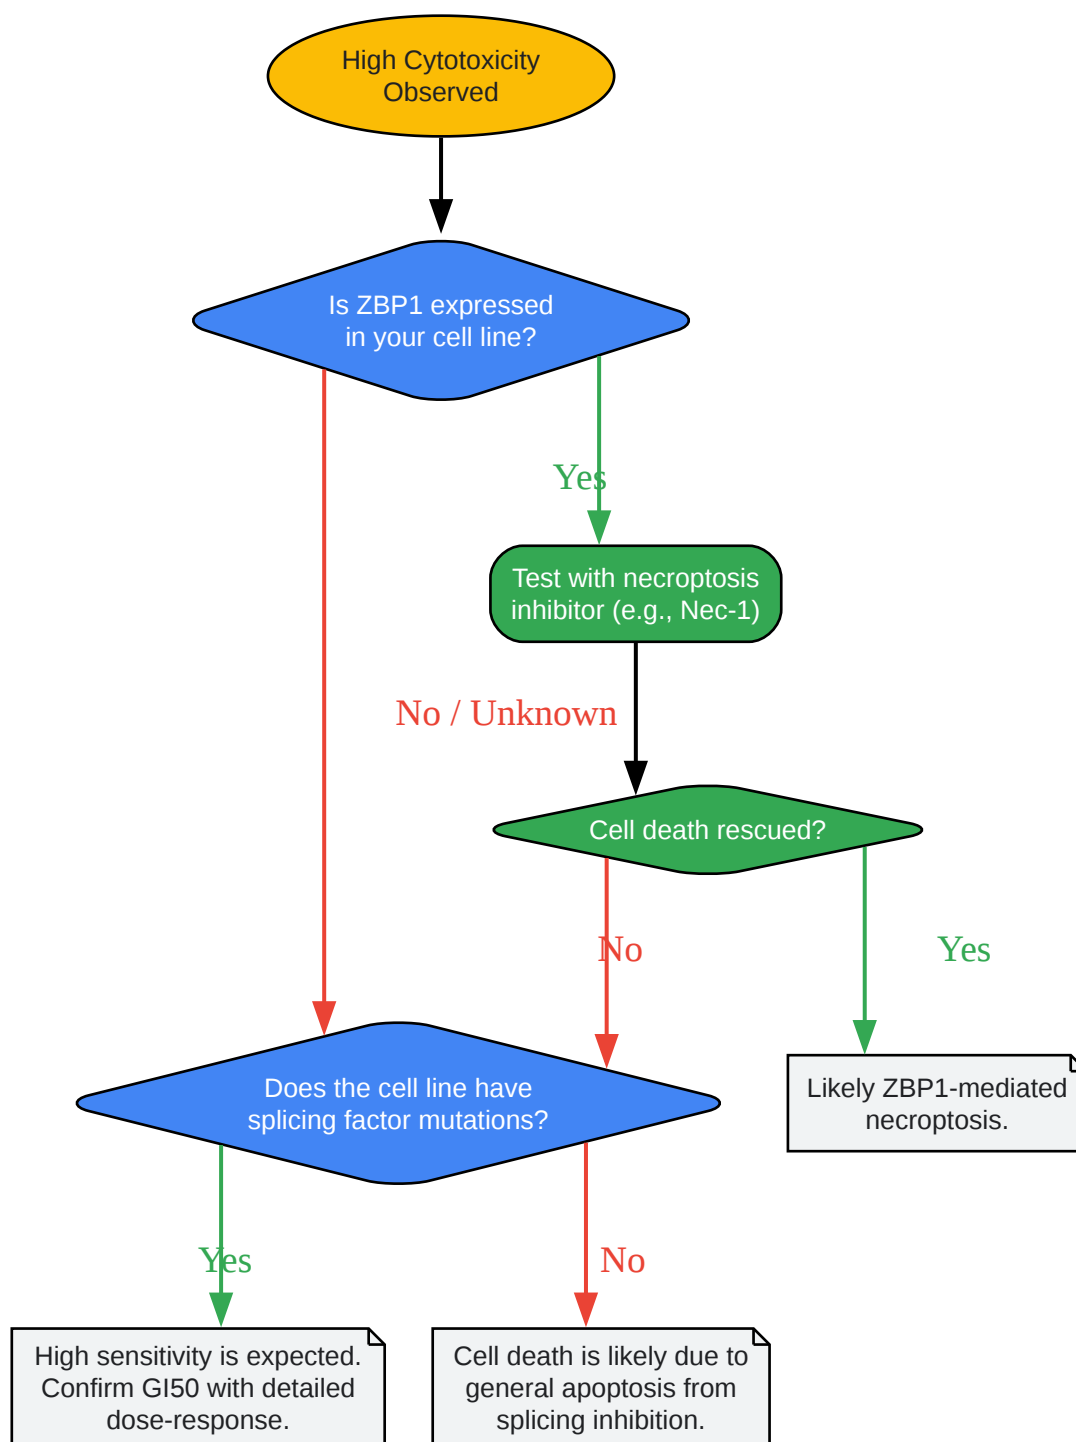 High Cytotoxicity
Observed
Is ZBP1 expressed
in your cell line?
Yes
Test with necroptosis
inhibitor (e.g., Nec-1)
No / Unknown
Cell death rescued?
No
Yes
Does the cell line have
splicing factor mutations?
Likely ZBP1-mediated
necroptosis.
Yes
No
High sensitivity is expected.
Confirm GI50 with detailed
dose-response.
Cell death is likely due to
general apoptosis from
splicing inhibition.